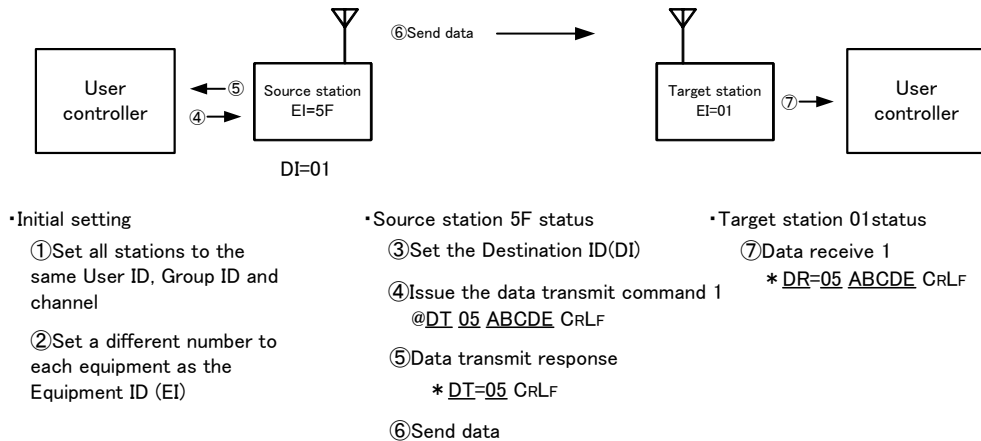 ⑥Send data
User
controller
⑤
④
Source station
EI=5F
DI=01
Target station
EI=01
⑦
User
controller
・Initial setting
①Set all stations to the
same User ID, Group ID and
channel
②Set a different number to
each equipment as the
Equipment ID (EI)
・Source station 5F status
③Set the Destination ID(DI)
④Issue the data transmit command 1
@DT 05 ABCDE CRLF
⑤Data transmit response
*DT=05 CRLF
⑥Send data
・Target station 01status
⑦Data receive 1
*DR=05 ABCDE CRLF